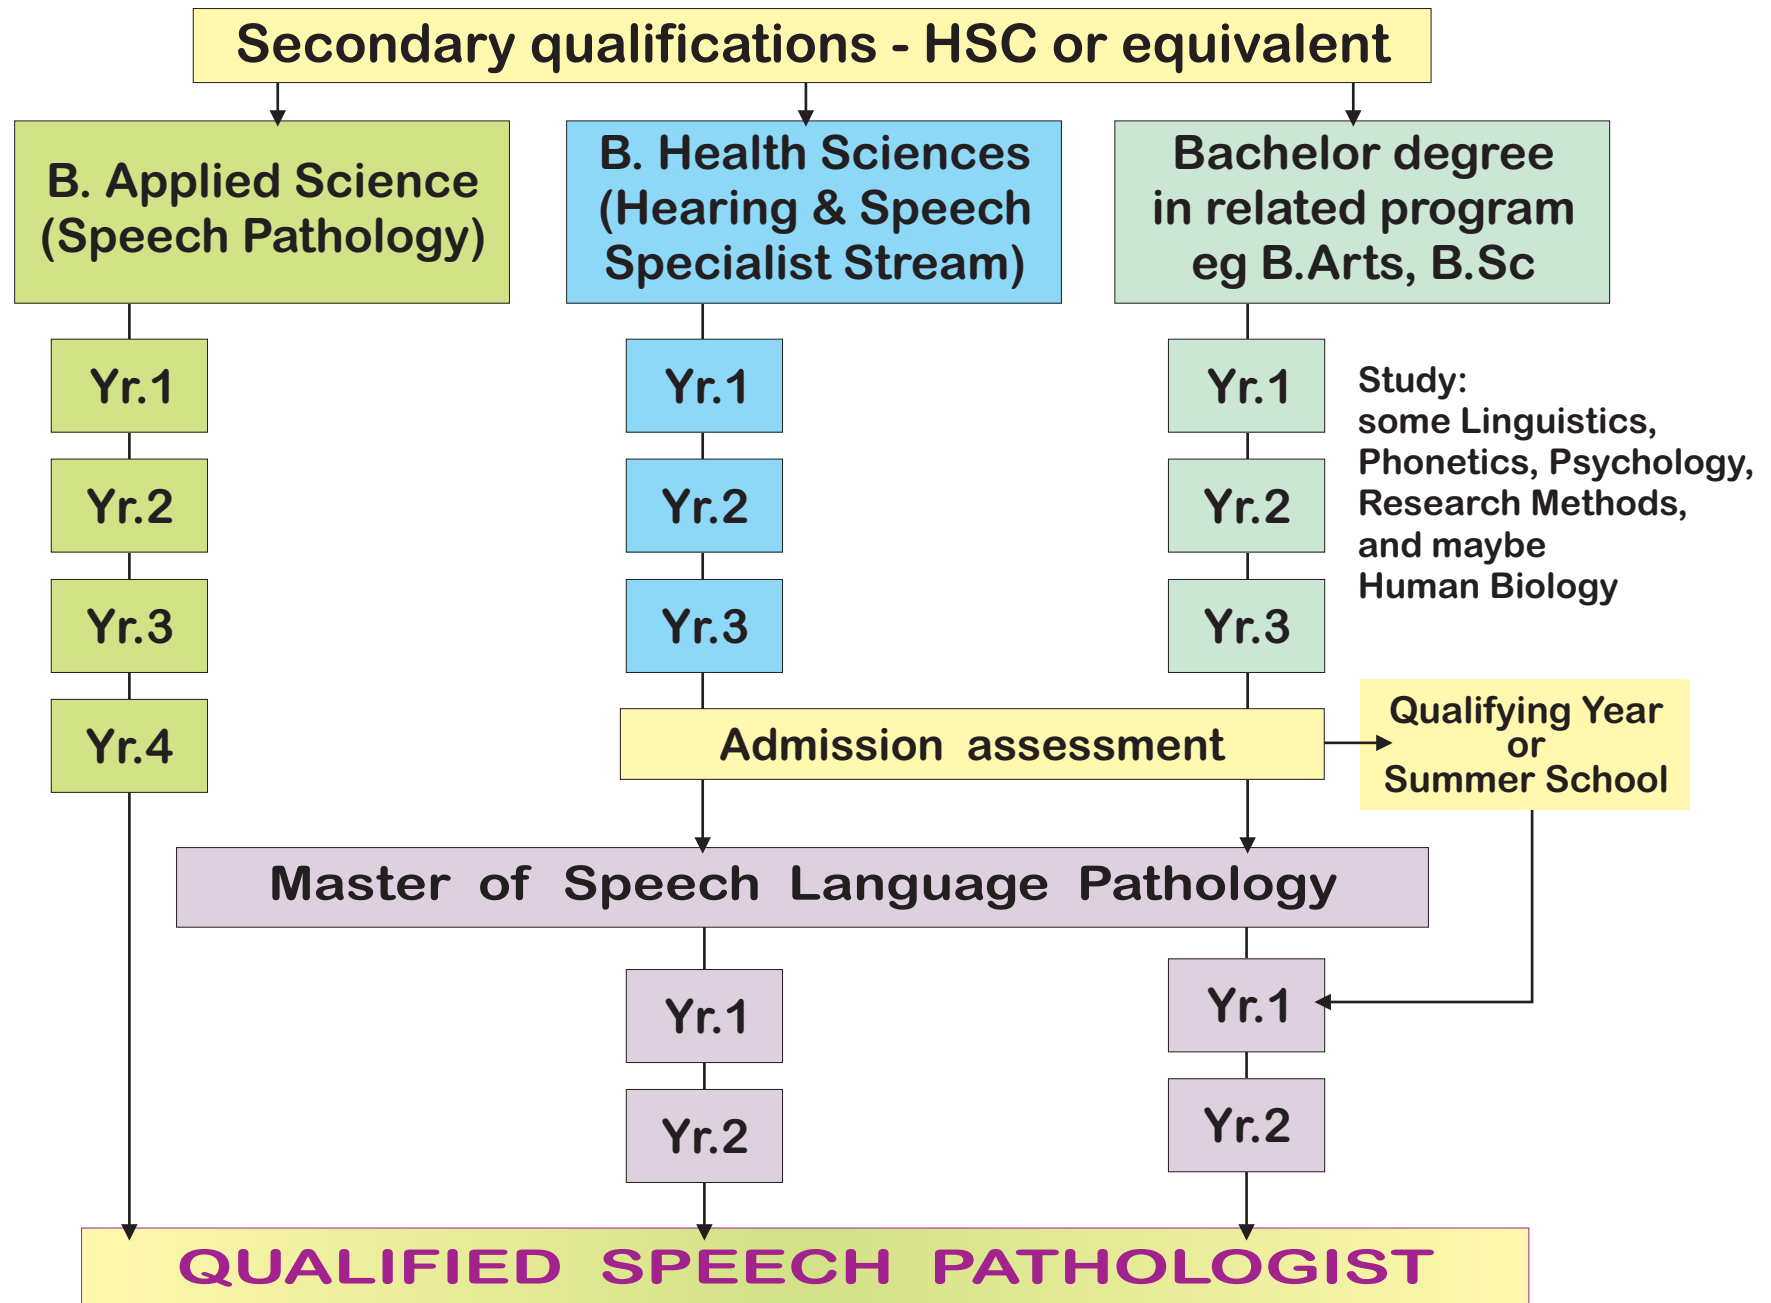 Secondary qualifications - HSC or equivalent
B. Applied Science
(Speech Pathology)
Yr.1
Yr.2
Yr.3
Yr.4
B. Health Sciences
(Hearing & Speech
Specialist Stream)
Yr.1
Yr.2
Yr.3
Bachelor degree
in related program
eg B.Arts, B.Sc
Yr.1
Yr.2
Yr.3
Study:
some Linguistics,
Phonetics, Psychology,
Research Methods,
and maybe
Human Biology
Admission assessment
Qualifying Year
or
Summer School
Master of Speech Language Pathology
Yr.1
Yr.2
Yr.1
Yr.2
QUALIFIED SPEECH PATHOLOGIST